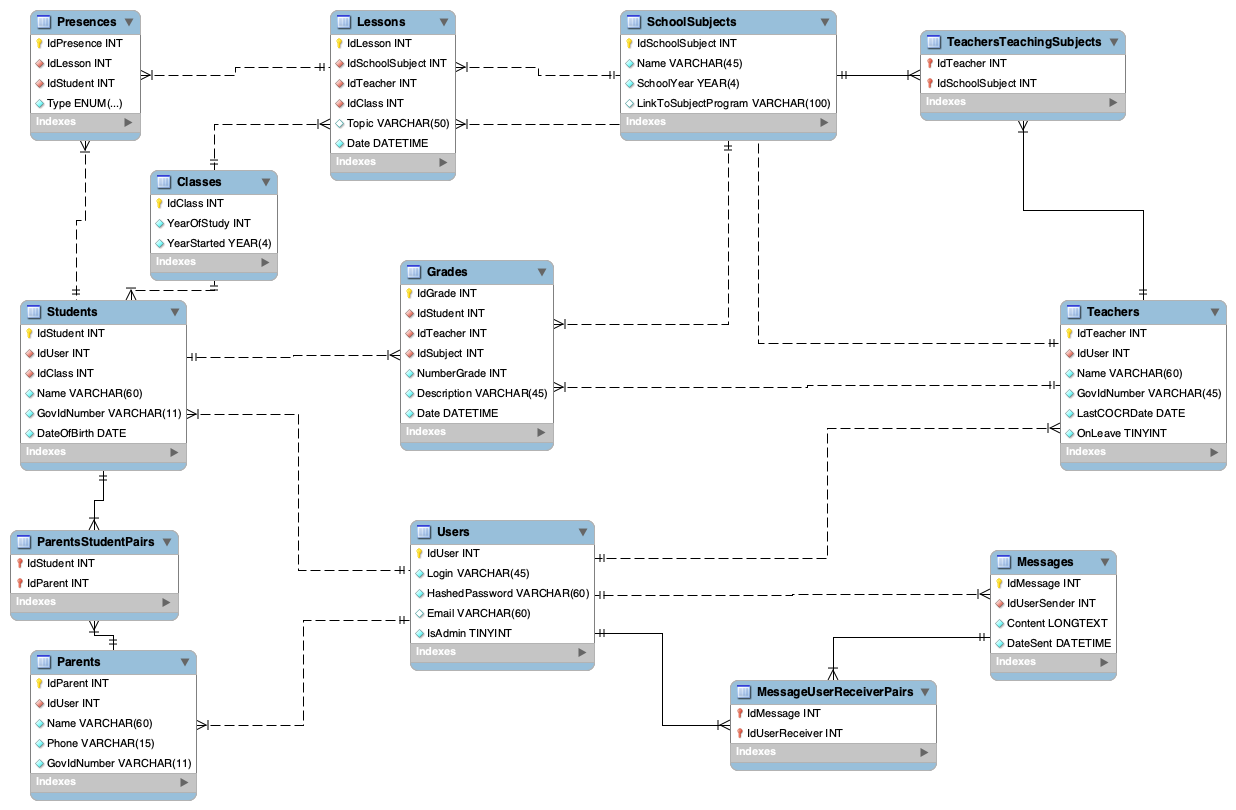 Presences
IdPresence INT
IdLesson INT
IdStudent INT
Type ENUM(...)
Indexes
Lessons
IdLesson INT
IdSchoolSubject INT
IdTeacher INT
IdClass INT
Topic VARCHAR(50)
Date DATETIME
Indexes
SchoolSubjects
IdSchoolSubject INT
Name VARCHAR(45)
SchoolYear YEAR(4)
LinkToSubjectProgram VARCHAR(100)
Indexes
TeachersTeachingSubjects
IdTeacher INT
IdSchoolSubject INT
Indexes
Classes
IdClass INT
YearOfStudy INT
YearStarted YEAR(4)
Indexes
Grades
IdGrade INT
IdStudent INT
IdTeacher INT
IdSubject INT
NumberGrade INT
Description VARCHAR(45)
Date DATETIME
Indexes
Students
IdStudent INT
IdUser INT
IdClass INT
Name VARCHAR(60)
GovIdNumber VARCHAR(11)
DateOfBirth DATE
Indexes
Teachers
IdTeacher INT
IdUser INT
Name VARCHAR(60)
GovIdNumber VARCHAR(45)
LastCOCRDate DATE
OnLeave TINYINT
Indexes
ParentsStudentPairs
IdStudent INT
IdParent INT
Indexes
Users
IdUser INT
Login VARCHAR(45)
HashedPassword VARCHAR(60)
Email VARCHAR(60)
IsAdmin TINYINT
Indexes
Messages
IdMessage INT
IdUserSender INT
Content LONGTEXT
DateSent DATETIME
Indexes
Parents
IdParent INT
IdUser INT
Name VARCHAR(60)
Phone VARCHAR(15)
GovIdNumber VARCHAR(11)
Indexes
MessageUserReceiverPairs
IdMessage INT
IdUserReceiver INT
Indexes